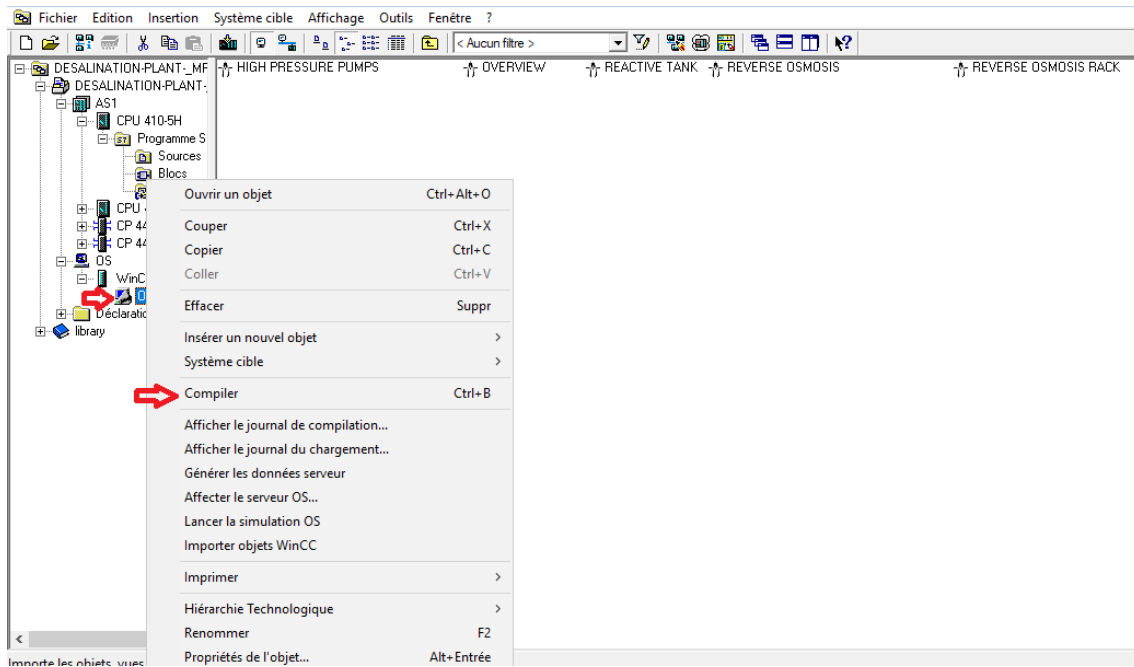 Fichier Edition Insertion Système cible Affichage Outils Fenêtre ?
< Aucun filtre >
DESALINATION-PLANT-_MF
DESALINATION-PLANT-
AS1
CPU 410-5H
Programme S
Sources
Blocs
CPU
CP 44
CP 44
OS
WinC
O
Déclaratio
library
HIGH PRESSURE PUMPS OVERVIEW REACTIVE TANK REVERSE OSMOSIS REVERSE OSMOSIS RACK
Ouvrir un objet Ctrl+Alt+O
Couper Ctrl+X
Copier Ctrl+C
Coller Ctrl+V
Effacer Suppr
Insérer un nouvel objet >
Système cible >
Compiler Ctrl+B
Afficher le journal de compilation...
Afficher le journal du chargement...
Générer les données serveur
Affecter le serveur OS...
Lancer la simulation OS
Importer objets WinCC
Imprimer >
Hiérarchie Technologique >
Renommer F2
Propriétés de l'objet... Alt+Entrée
Importe les objets, vues